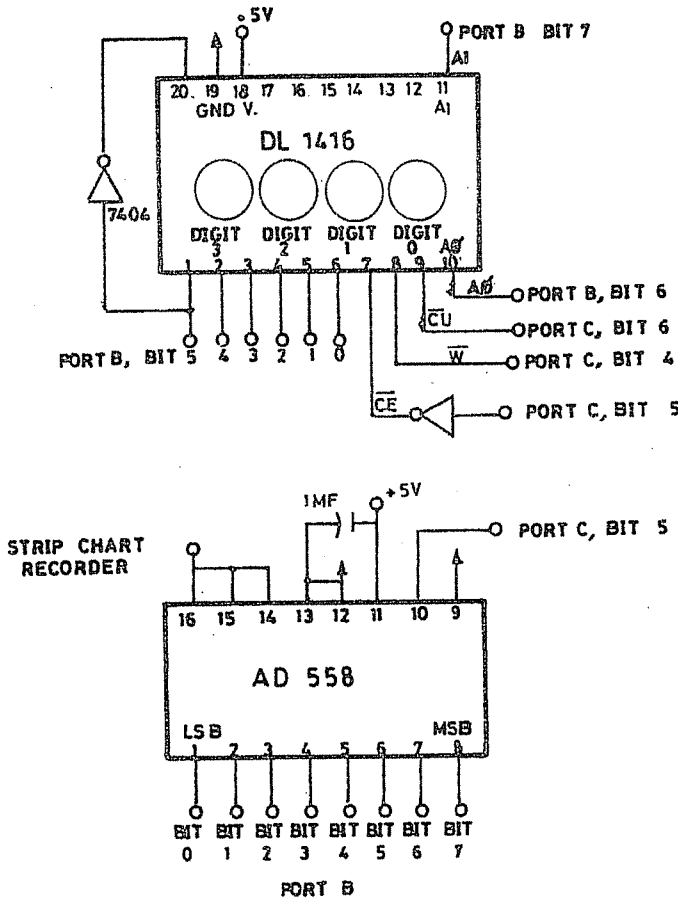 .5V
PORT B BIT 7
A1
20. 19 18 17 16 15 14 13 12 11
GND V. A1
DL 1416
7404
DIGIT DIGIT DIGIT DIGIT
3 2 1 0 AØ
1 2 3 4 5 6 7 8 9 10
AØ PORT B, BIT 6
CU PORT C, BIT 6
PORT B, BIT 5 4 3 2 1 0
W PORT C, BIT 4
CE PORT C, BIT 5
1MF +5V
STRIP CHART
RECORDER
PORT C, BIT 5
16 15 14 13 12 11 10 9
AD 558
LSB MSB
1 2 3 4 5 6 7 8
BIT BIT BIT BIT BIT BIT BIT BIT
0 1 2 3 4 5 6 7
PORT B